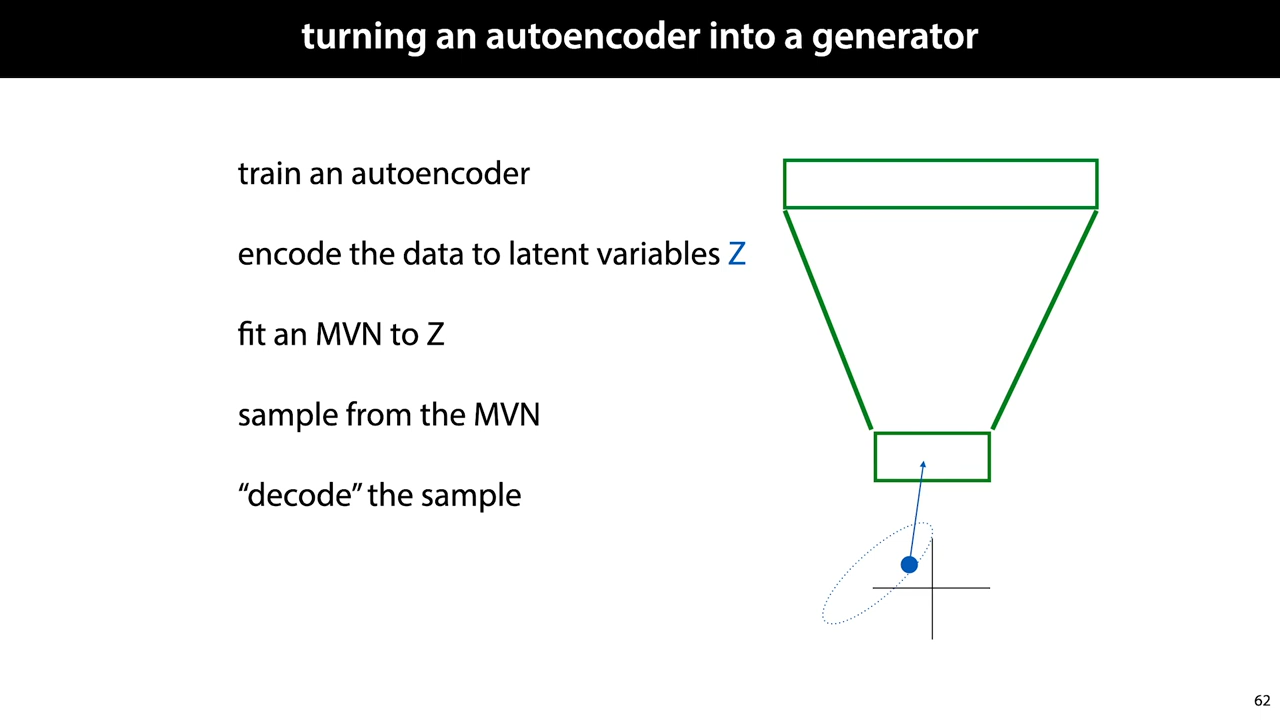 turning an autoencoder into a generator
train an autoencoder
encode the data to latent variables Z
fit an MVN to Z
sample from the MVN
“decode” the sample
62